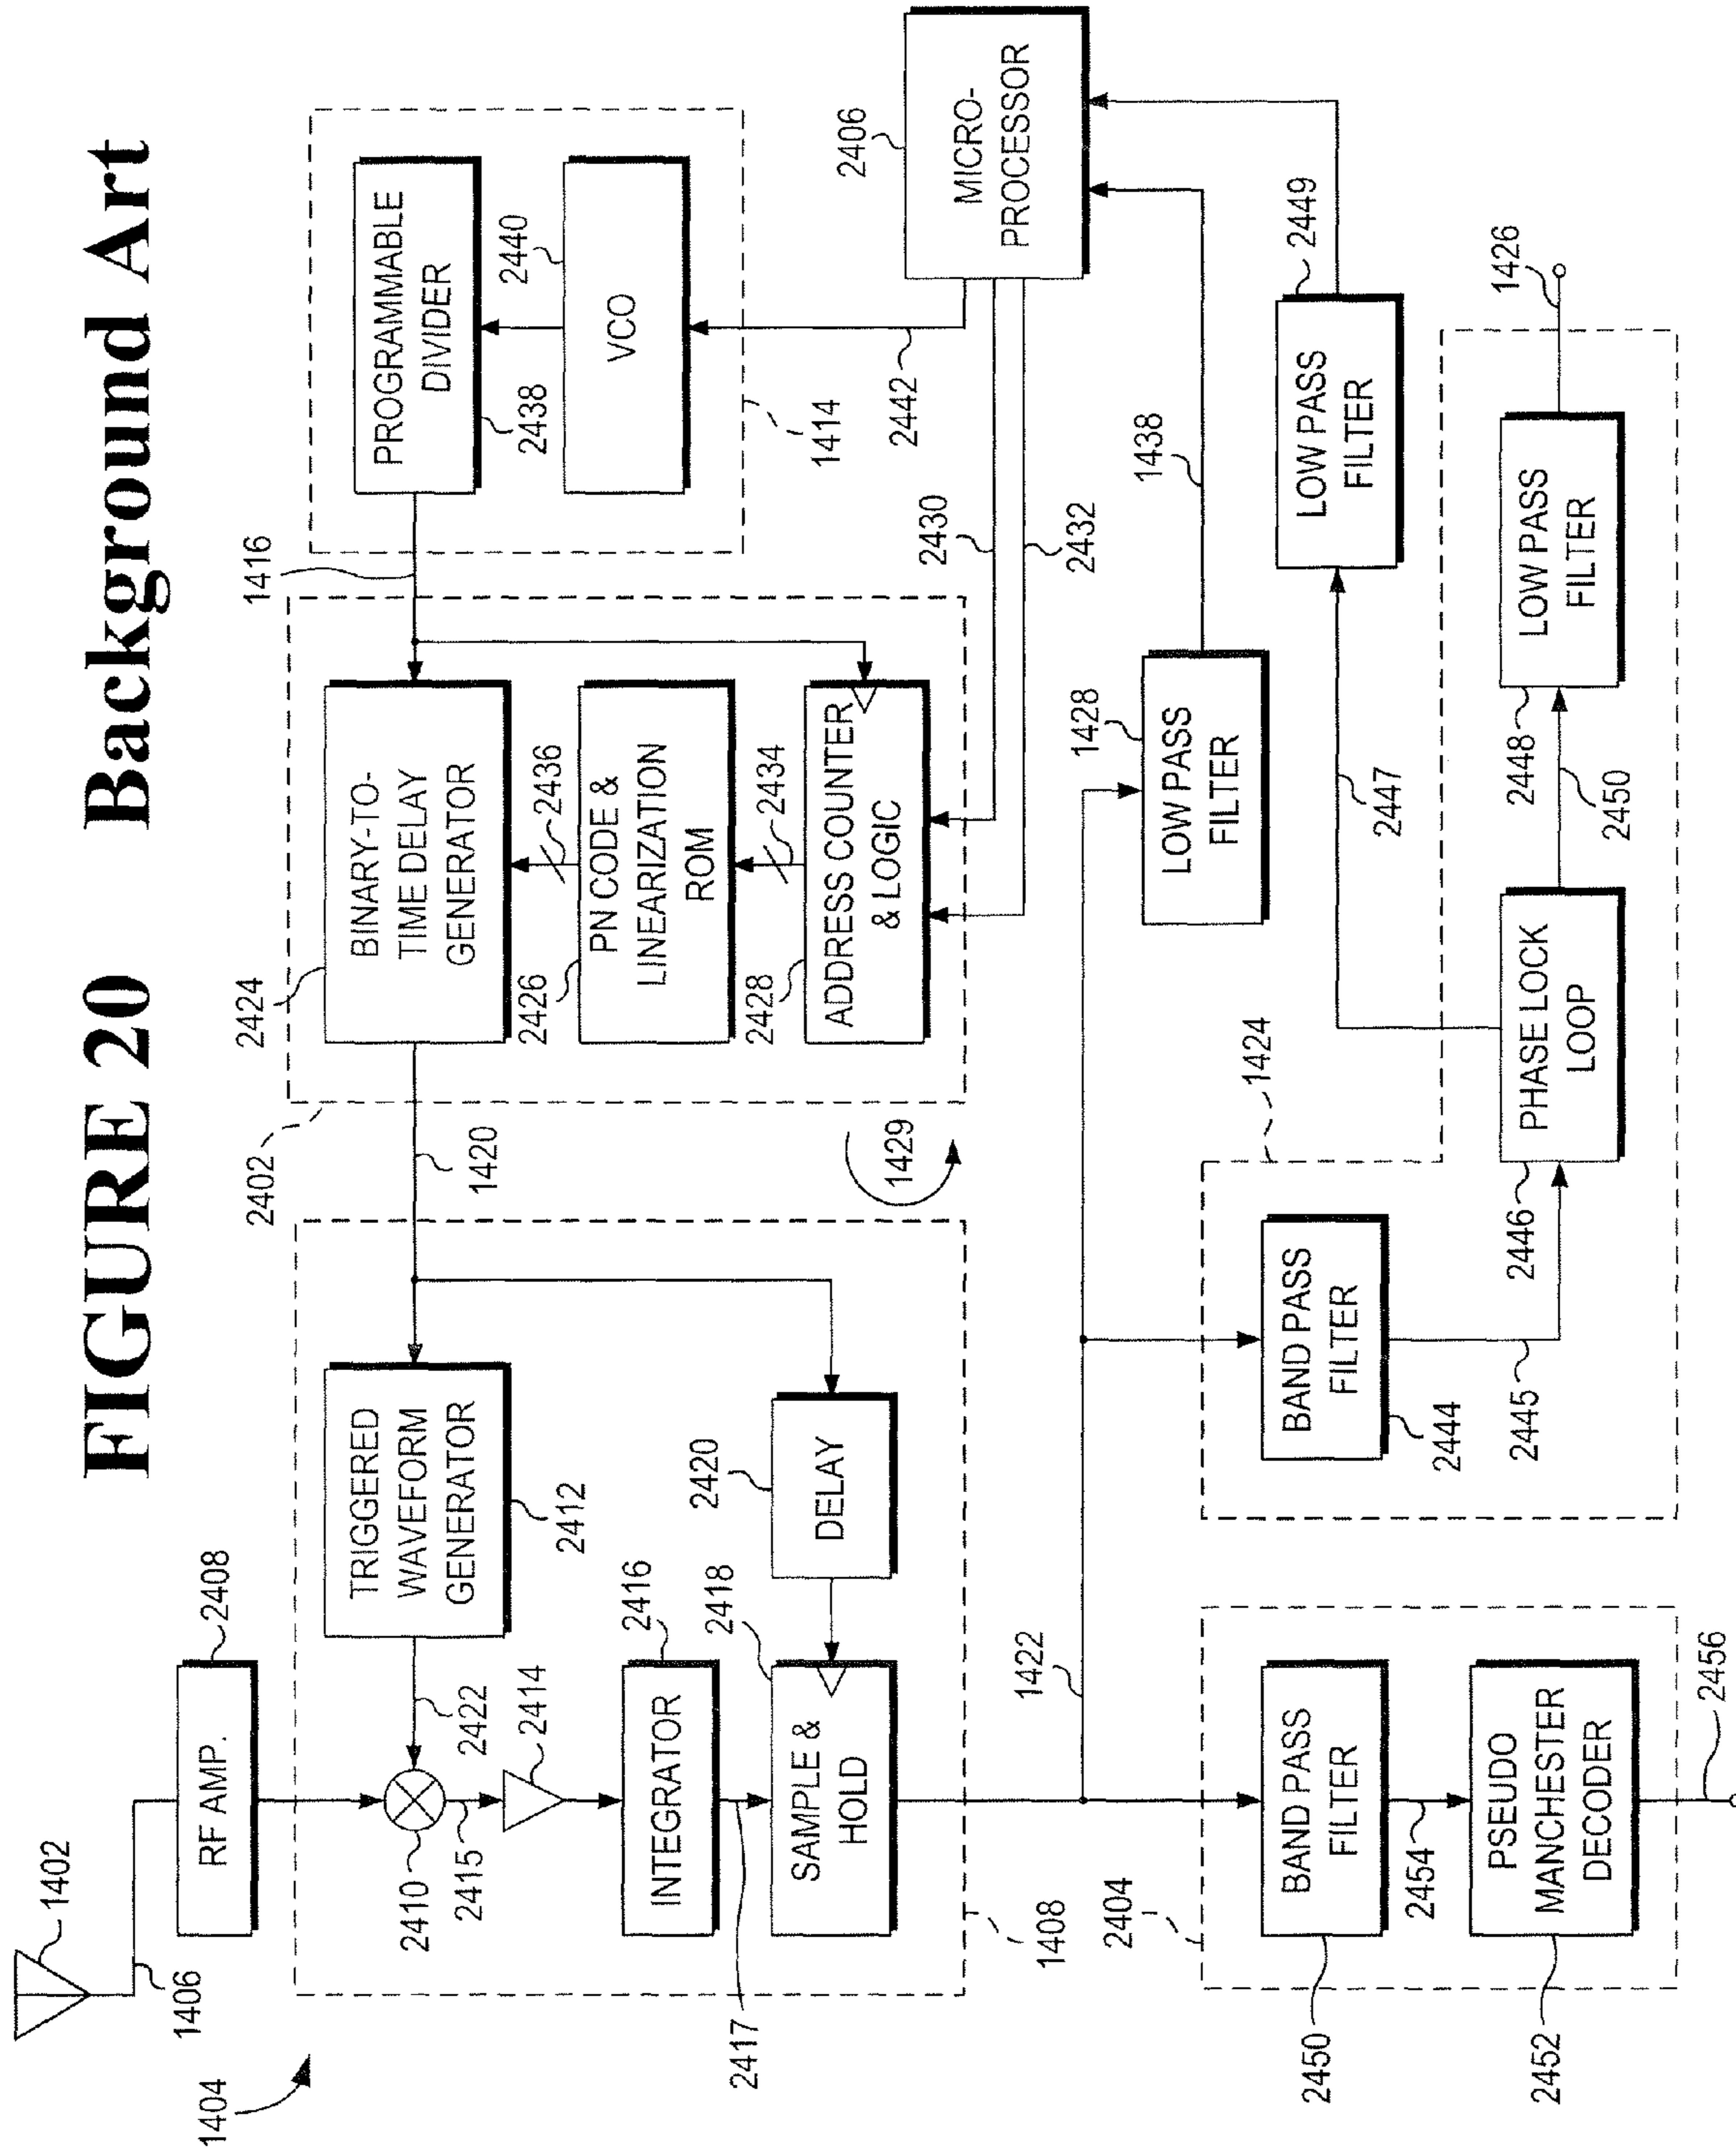 FIGURE 20 Background Art
1404
1402
1406
2408
RF AMP.
2410
2415
2422
2414
TRIGGERED
WAVEFORM
GENERATOR
2412
2416
INTEGRATOR
2417
2418
SAMPLE &
HOLD
2420
DELAY
1408
1420
2402
1429
2424
BINARY-TO-
TIME DELAY
GENERATOR
2436
2426
PN CODE &
LINEARIZATION
ROM
2434
2428
ADDRESS COUNTER
& LOGIC
1416
PROGRAMMABLE
DIVIDER
2438
2440
VCO
1414
2442
2430
2432
2406
MICRO-
PROCESSOR
1422
2404
2450
BAND PASS
FILTER
2454
2452
PSEUDO
MANCHESTER
DECODER
2456
1428
LOW PASS
FILTER
1438
1424
BAND PASS
FILTER
2444
2445
2446
PHASE LOCK
LOOP
2447
2449
LOW PASS
FILTER
2450
2448
LOW PASS
FILTER
1426